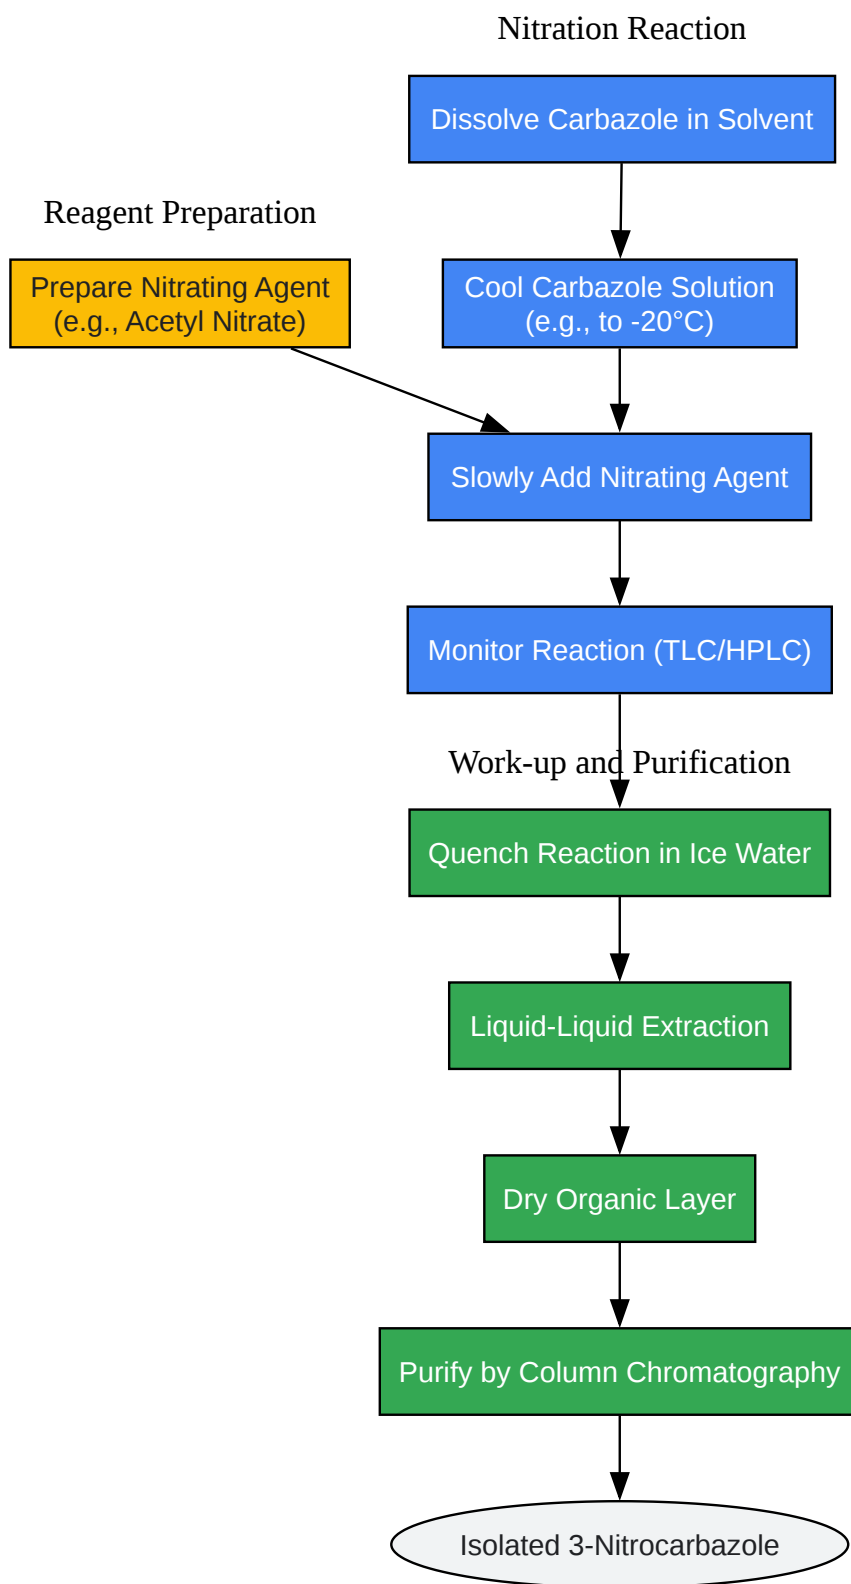 Nitration Reaction
Dissolve Carbazole in Solvent
Reagent Preparation
Prepare Nitrating Agent
(e.g., Acetyl Nitrate)
Cool Carbazole Solution
(e.g., to -20°C)
Slowly Add Nitrating Agent
Monitor Reaction (TLC/HPLC)
Work-up and Purification
Quench Reaction in Ice Water
Liquid-Liquid Extraction
Dry Organic Layer
Purify by Column Chromatography
Isolated 3-Nitrocarbazole